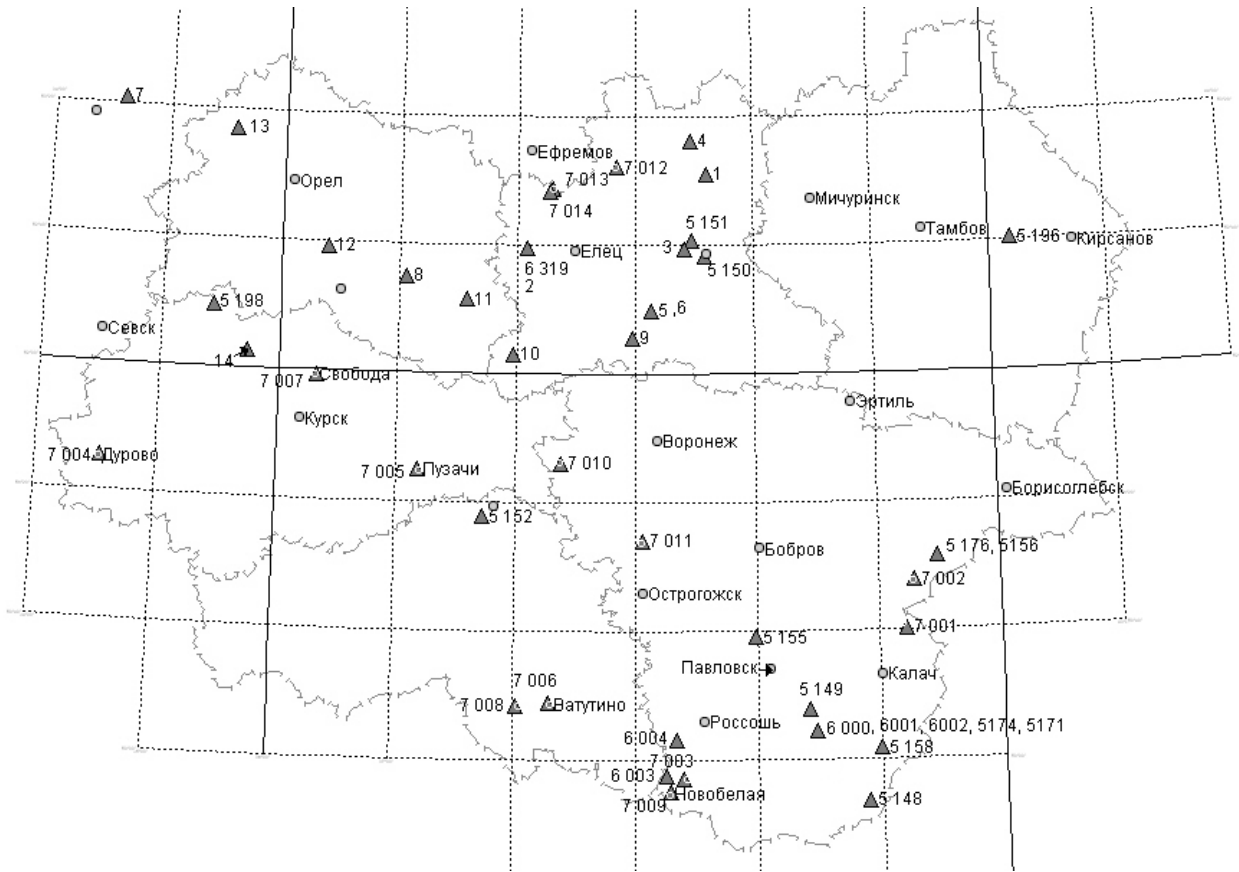 7
13
4
Ефремов
7 012
1
Орел
7 013
7 014
Мичуринск
5 151
Тамбов
5 196
Кирсанов
12
3
Елец
5 150
8
6 319
2
11
5 198
5 ,6
Севск
9
14
10
7 007
Свобода
Эртиль
Курск
Воронеж
7 004
Дурово
7 005
Пузачи
7 010
Борисоглебск
5 152
7 011
Бобров
5 176, 5156
7 002
Острогожск
7 001
5 155
Павловск
Калач
7 006
5 149
7 008
Ватутино
Россошь
6 000, 6001, 6002, 5174, 5171
6 004
5 158
7 003
6 003
Новобелая
7 009
5 148